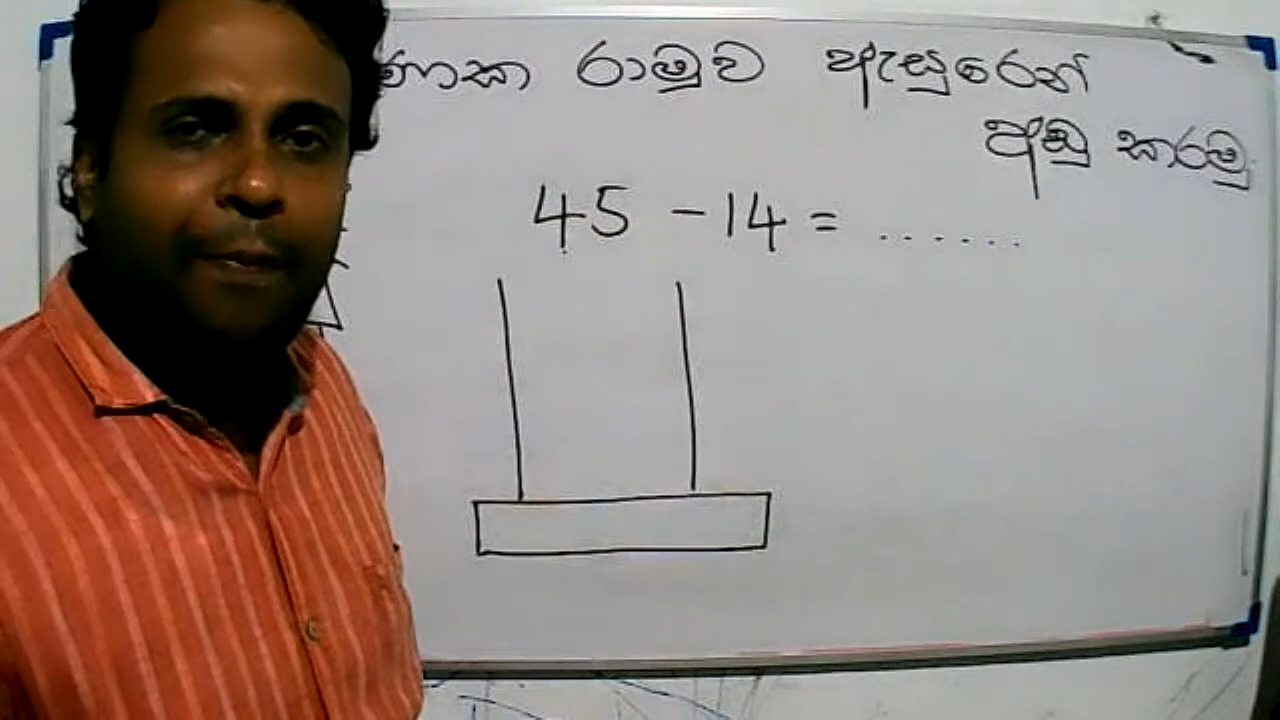 රාමුව ඇසුරෙන්
අඩු කරමු
45 - 14 = ......